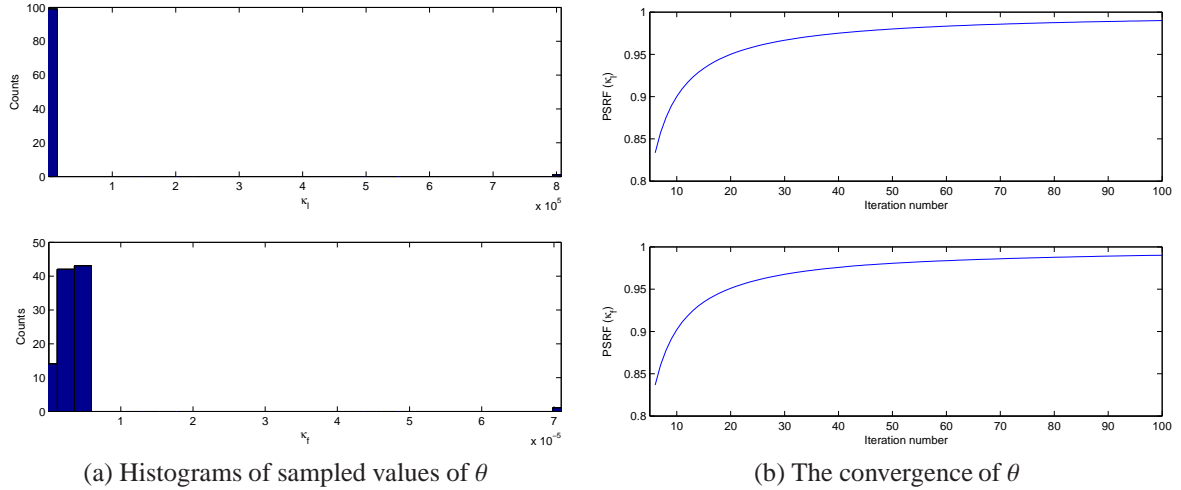 100
80
60
40
20
0
Counts
1 2 3 4 5 6 7 8
x 10⁵
κ_l
50
40
30
20
10
0
Counts
1 2 3 4 5 6 7
x 10⁻⁵
κ_f
(a) Histograms of sampled values of θ
1
0.95
0.9
0.85
0.8
PSRF (κ_l)
10 20 30 40 50 60 70 80 90 100
Iteration number
1
0.95
0.9
0.85
0.8
PSRF (κ_f)
10 20 30 40 50 60 70 80 90 100
Iteration number
(b) The convergence of θ